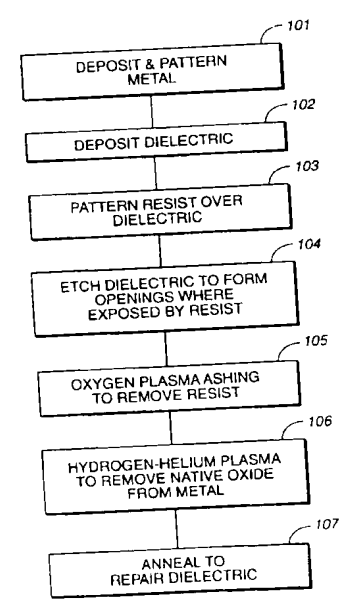 101
DEPOSIT & PATTERN
METAL
102
DEPOSIT DIELECTRIC
103
PATTERN RESIST OVER
DIELECTRIC
104
ETCH DIELECTRIC TO FORM
OPENINGS WHERE
EXPOSED BY RESIST
105
OXYGEN PLASMA ASHING
TO REMOVE RESIST
106
HYDROGEN-HELIUM PLASMA
TO REMOVE NATIVE OXIDE
FROM METAL
107
ANNEAL TO
REPAIR DIELECTRIC